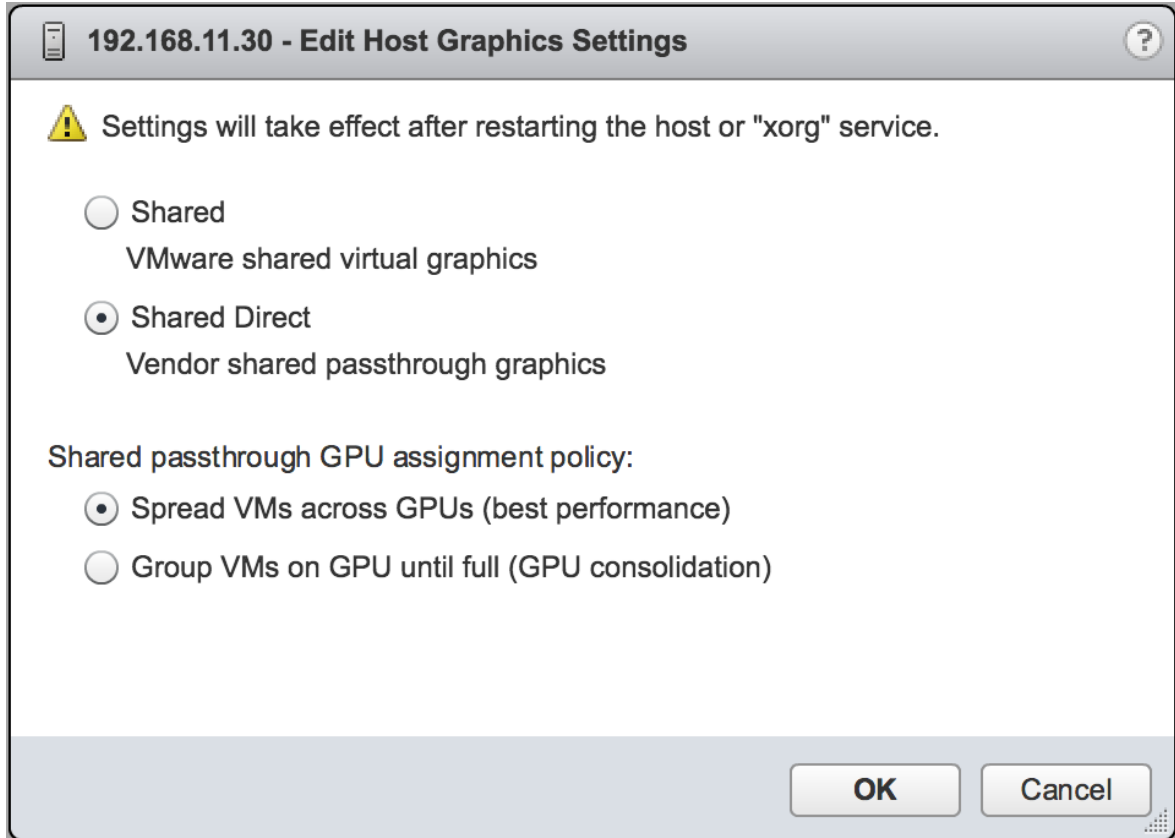 192.168.11.30 - Edit Host Graphics Settings
?
Settings will take effect after restarting the host or "xorg" service.
Shared
VMware shared virtual graphics
Shared Direct
Vendor shared passthrough graphics
Shared passthrough GPU assignment policy:
Spread VMs across GPUs (best performance)
Group VMs on GPU until full (GPU consolidation)
OK Cancel